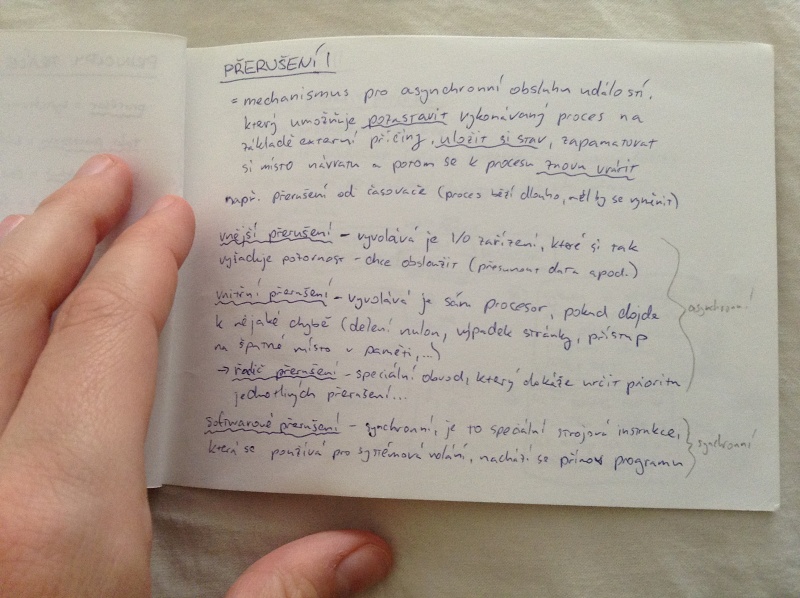 PŘERUŠENÍ!
= mechanismus pro asynchronní obsluhu událostí,
který umožňuje pozastavit vykonávaný proces na
základě externí příčiny, uložit si stav, zapamatovat
si místo návratu a potom se k procesu znovu vrátit
např. přerušení od časovače (proces běží dlouho, měl by se vyměnit)
vnější přerušení - vyvolává je I/O zařízení, které si tak
vyžaduje pozornost - chce obsloužit (přesunout data apod.)
vnitřní přerušení - vyvolává je sám procesor, pokud dojde
k nějaké chybě (dělení nulou, výpadek stránky, přístup
na špatné místo v paměti,...)
asynchronní
→ řadič přerušení - speciální obvod, který dokáže určit prioritu
jednotlivých přerušení...
softwarové přerušení - synchronní, je to speciální strojová instrukce,
která se používá pro systémová volání, nachází se přímo v programu
synchronní